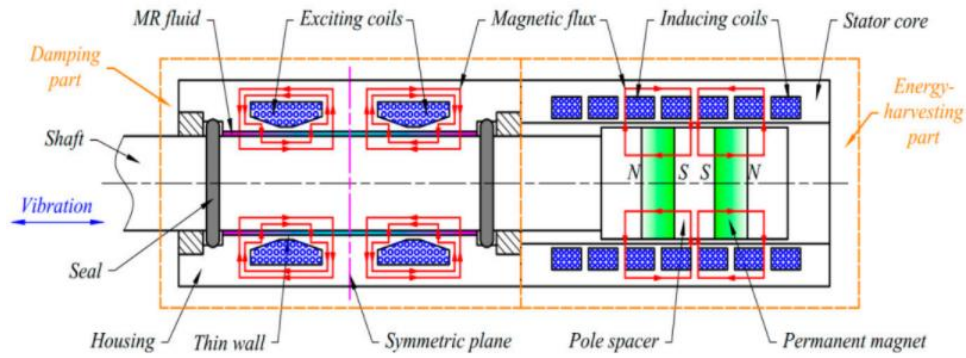 MR fluid
Exciting coils
Magnetic flux
Inducing coils
Stator core
Damping
part
Energy-
harvesting
part
Shaft
N
S
S
N
Vibration
Seal
Housing
Thin wall
Symmetric plane
Pole spacer
Permanent magnet